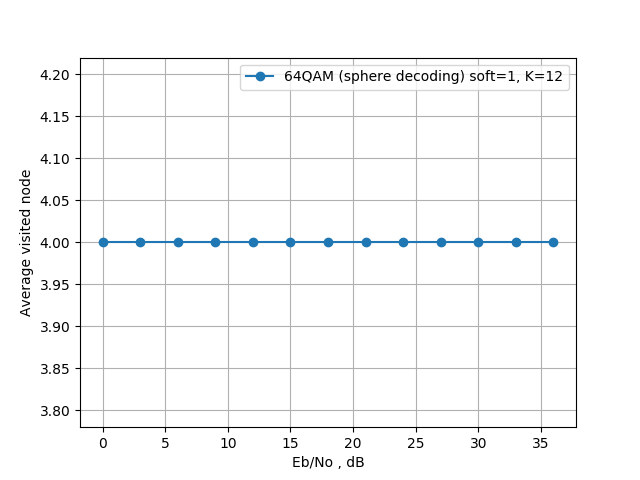 64QAM (sphere decoding) soft=1, K=12
4.20
4.15
4.10
4.05
4.00
3.95
3.90
3.85
3.80
Average visited node
0 5 10 15 20 25 30 35
Eb/No , dB